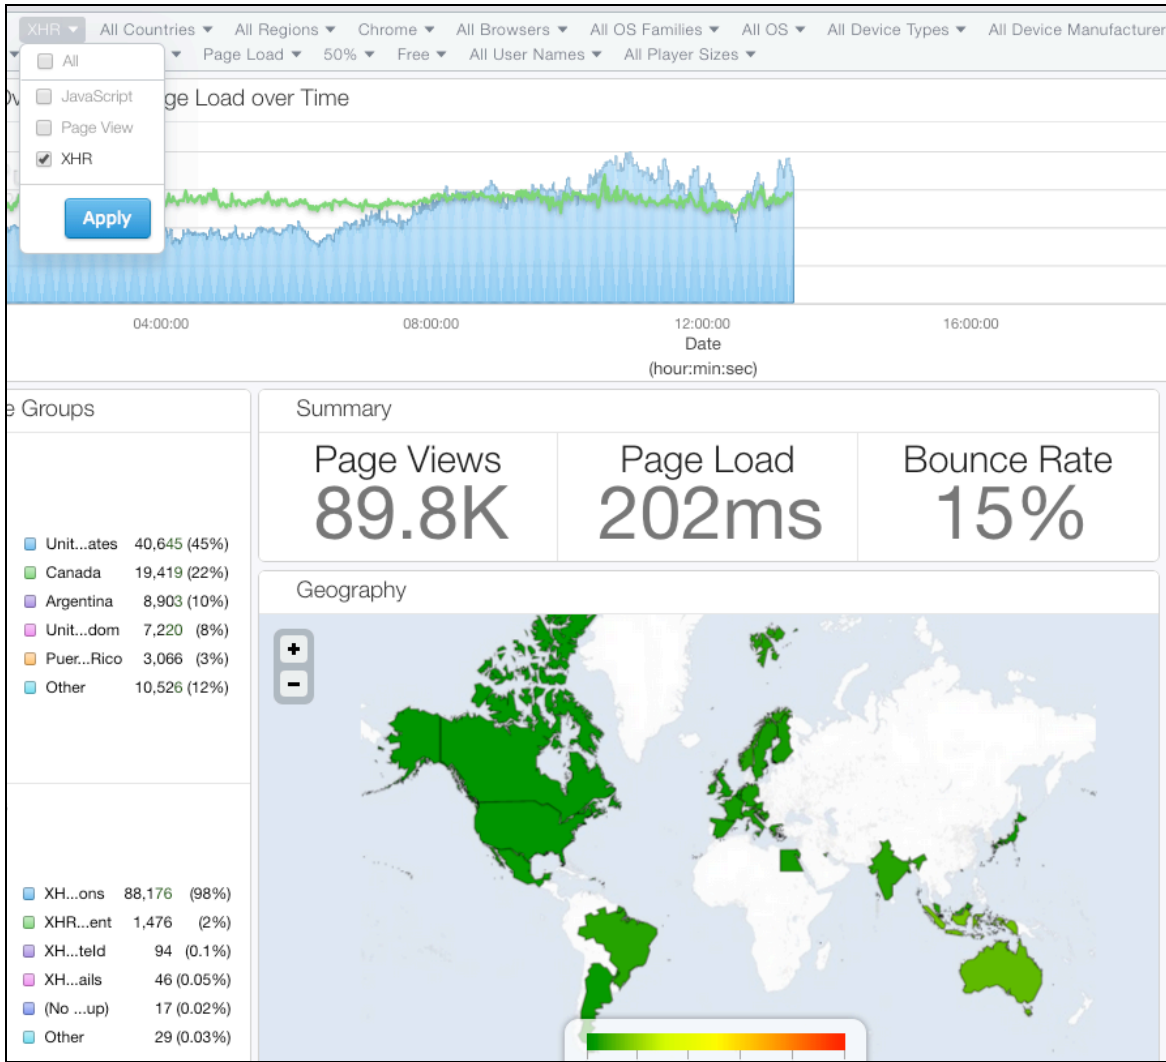 XHR All Countries All Regions Chrome All Browsers All OS Families All OS All Device Types All Device Manufacturer
Page Load 50% Free All User Names All Player Sizes
All
JavaScript
Page View
XHR
Apply
ge Load over Time
04:00:00 08:00:00 12:00:00 16:00:00
Date
(hour:min:sec)
e Groups
Unit...ates 40,645 (45%)
Canada 19,419 (22%)
Argentina 8,903 (10%)
Unit...dom 7,220 (8%)
Puer...Rico 3,066 (3%)
Other 10,526 (12%)
XH...ons 88,176 (98%)
XHR...ent 1,476 (2%)
XH...teId 94 (0.1%)
XH...ails 46 (0.05%)
(No ...up) 17 (0.02%)
Other 29 (0.03%)
Summary
Page Views Page Load Bounce Rate
89.8K 202ms 15%
Geography
+
-